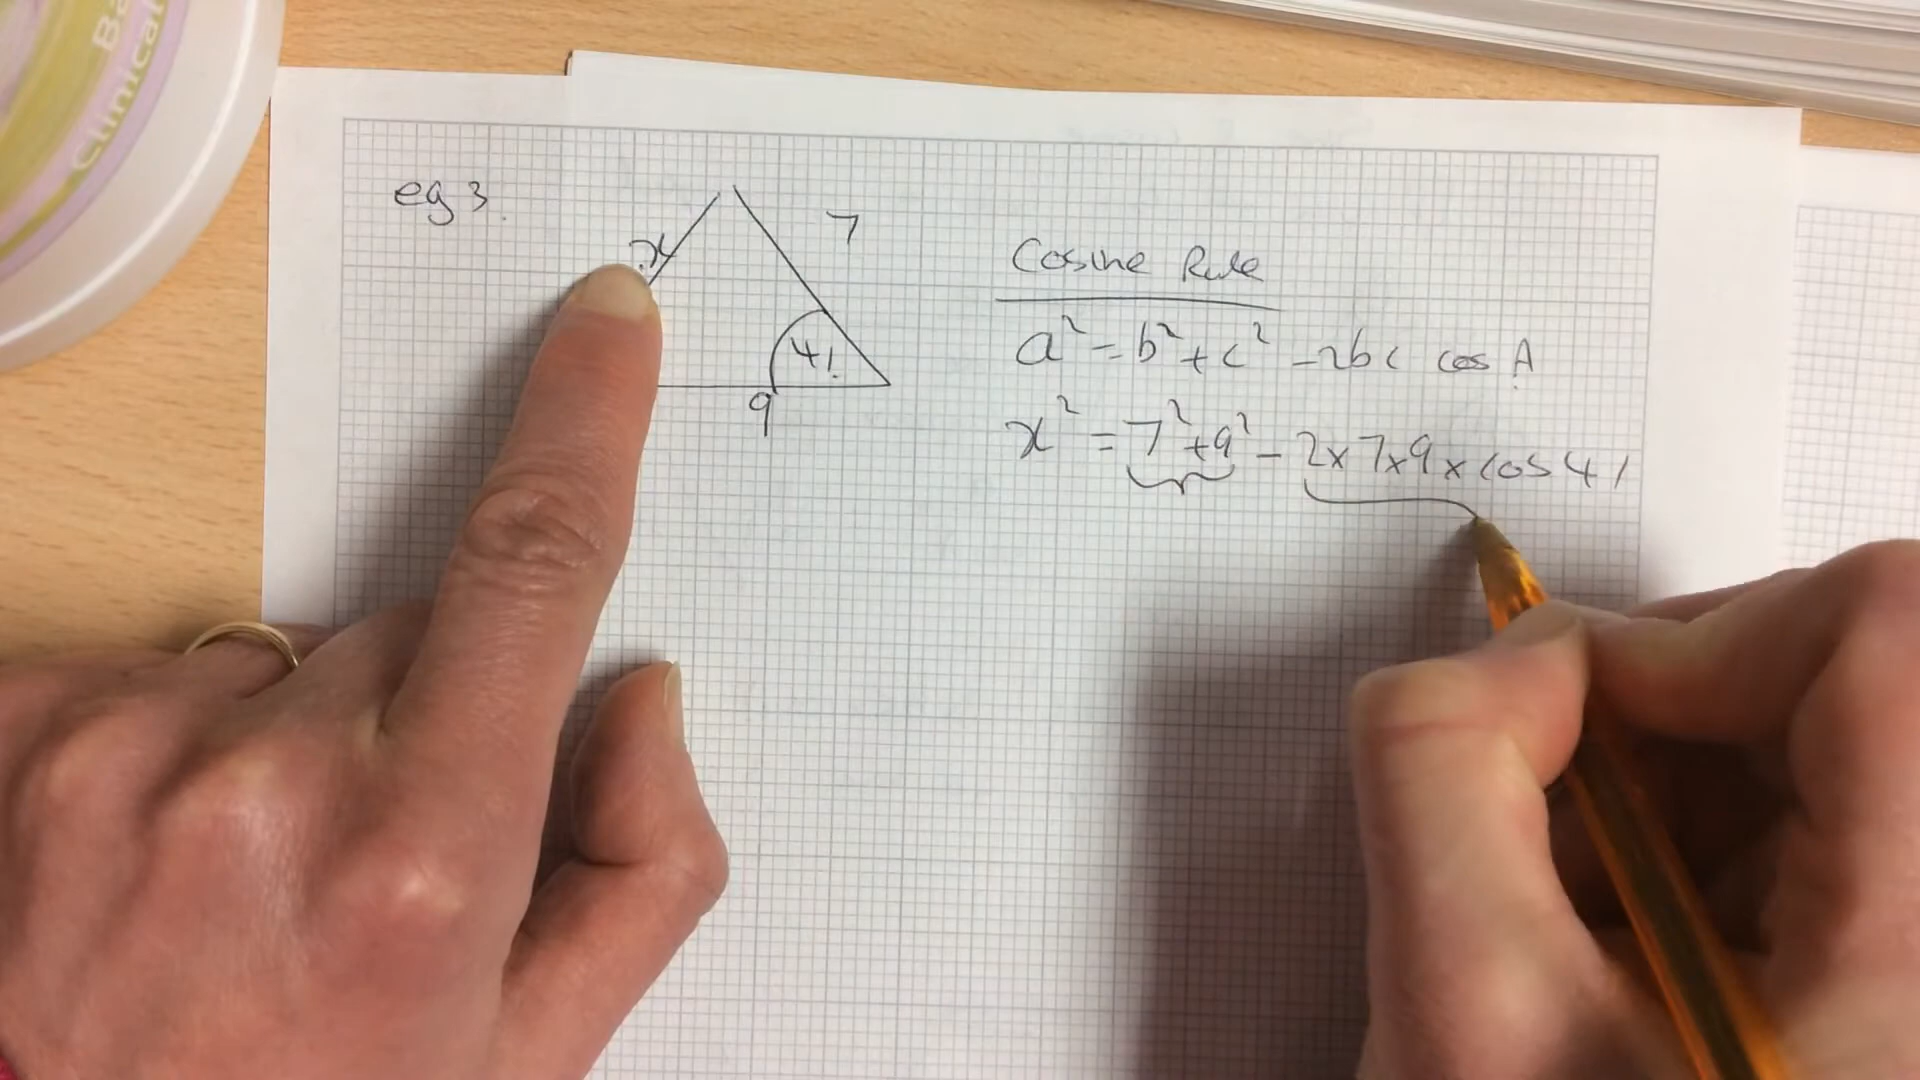 eg 3.
x
7
41°
9
Cosine Rule
a² = b² + c² - 2bc cos A
x² = 7² + 9² - 2 x 7 x 9 x cos 41
Clinical